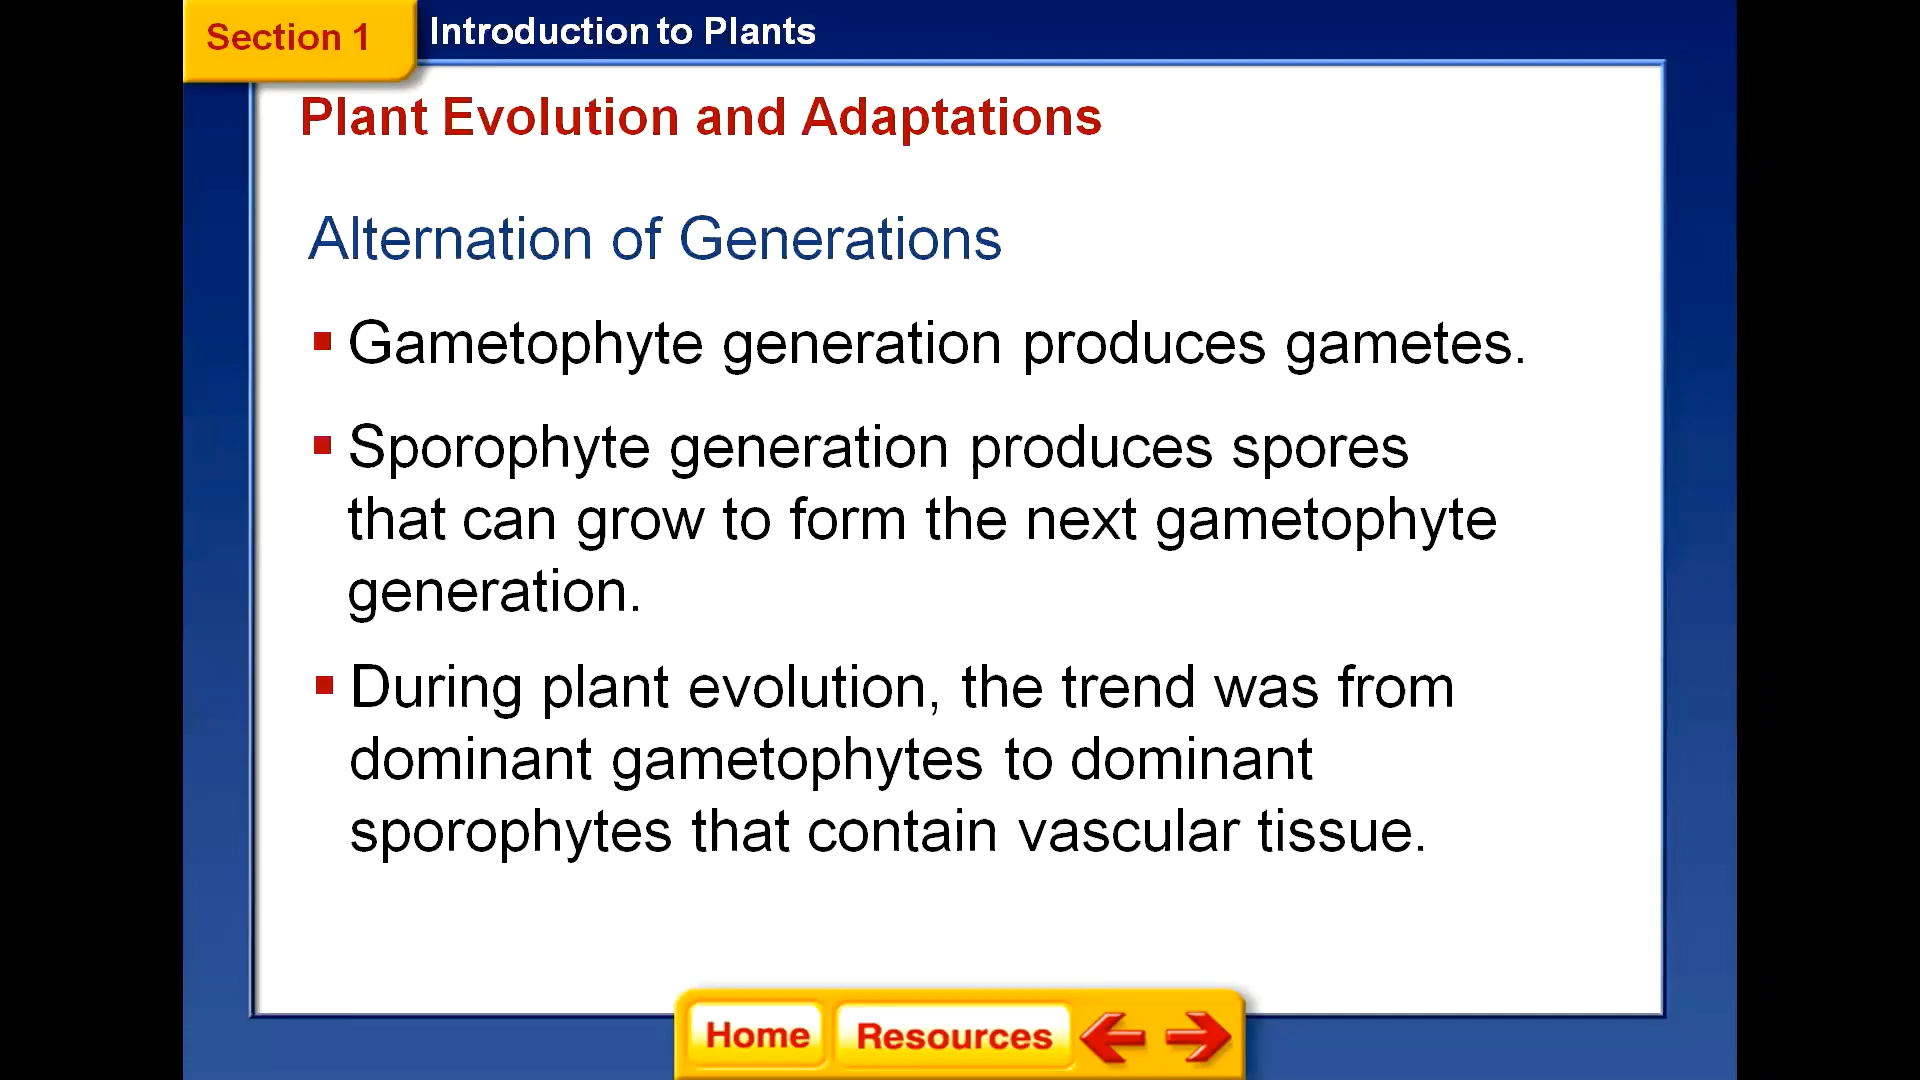 Section 1
Introduction to Plants
Plant Evolution and Adaptations
Alternation of Generations
Gametophyte generation produces gametes.
Sporophyte generation produces spores
that can grow to form the next gametophyte
generation.
During plant evolution, the trend was from
dominant gametophytes to dominant
sporophytes that contain vascular tissue.
Home
Resources